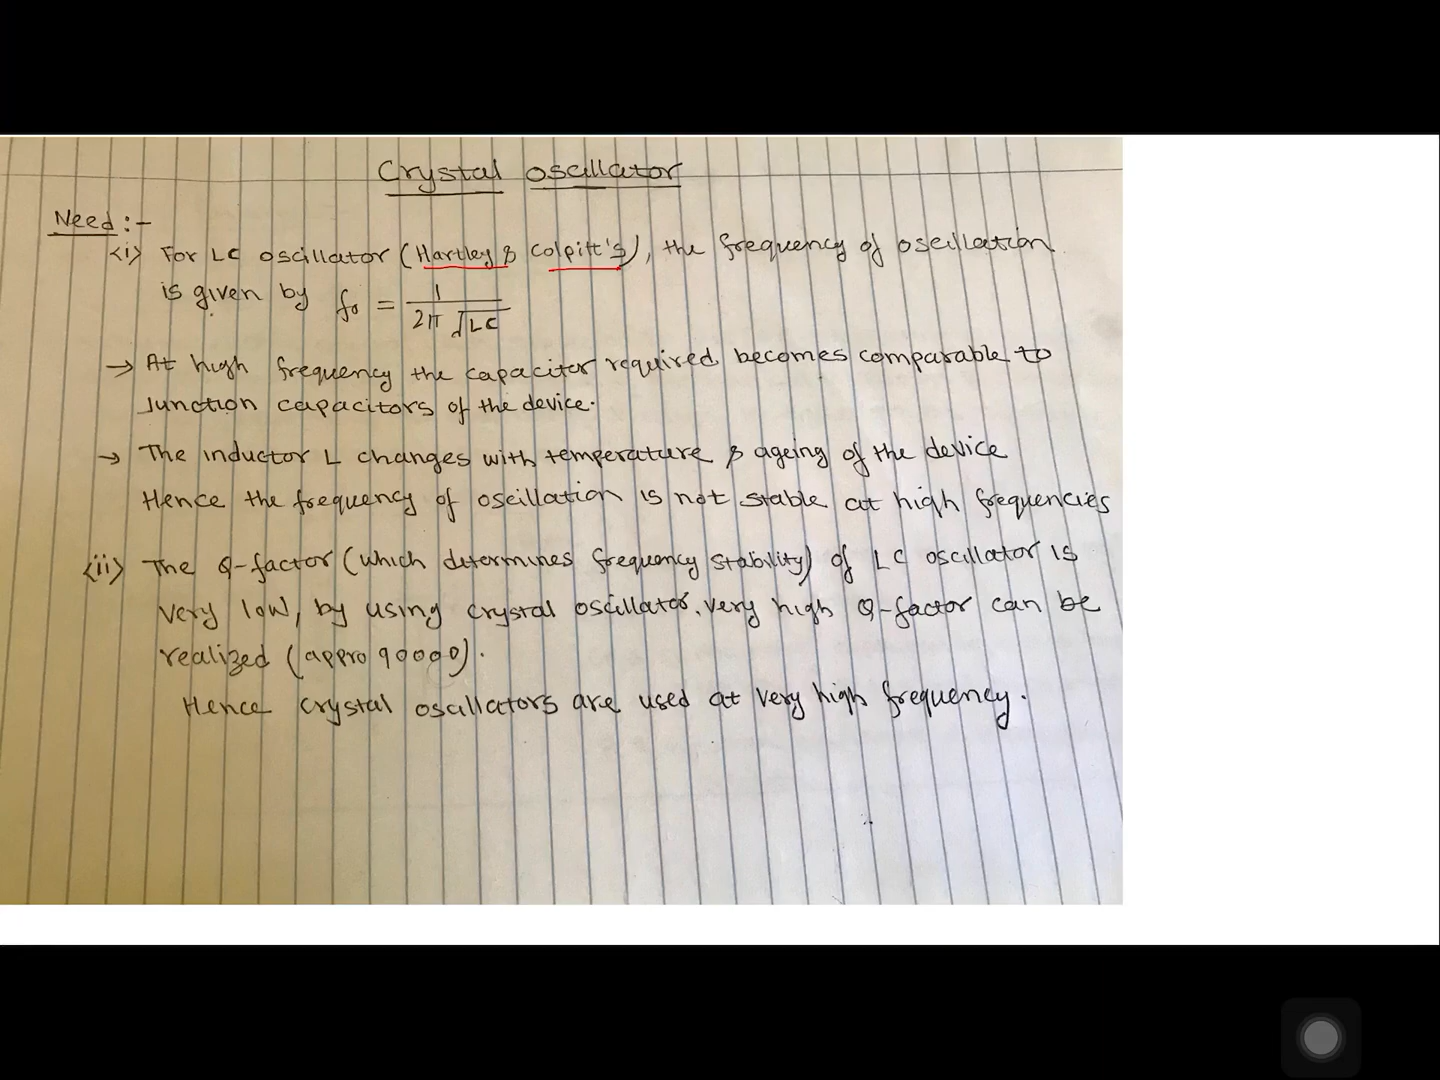 Crystal oscillator
Need :-
<i> For LC oscillator (Hartley & Colpitt's), the frequency of oscillation
is given by fo = 1 / 2π √LC
→ At high frequency the capacitor required becomes comparable to
Junction capacitors of the device.
→ The inductor L changes with temperature & ageing of the device
Hence the frequency of oscillation is not stable at high frequencies
<ii> The Q-factor (which determines frequency stability) of LC oscillator is
very low, by using crystal oscillator, very high Q-factor can be
realized (appro 90000).
Hence crystal oscillators are used at very high frequency.